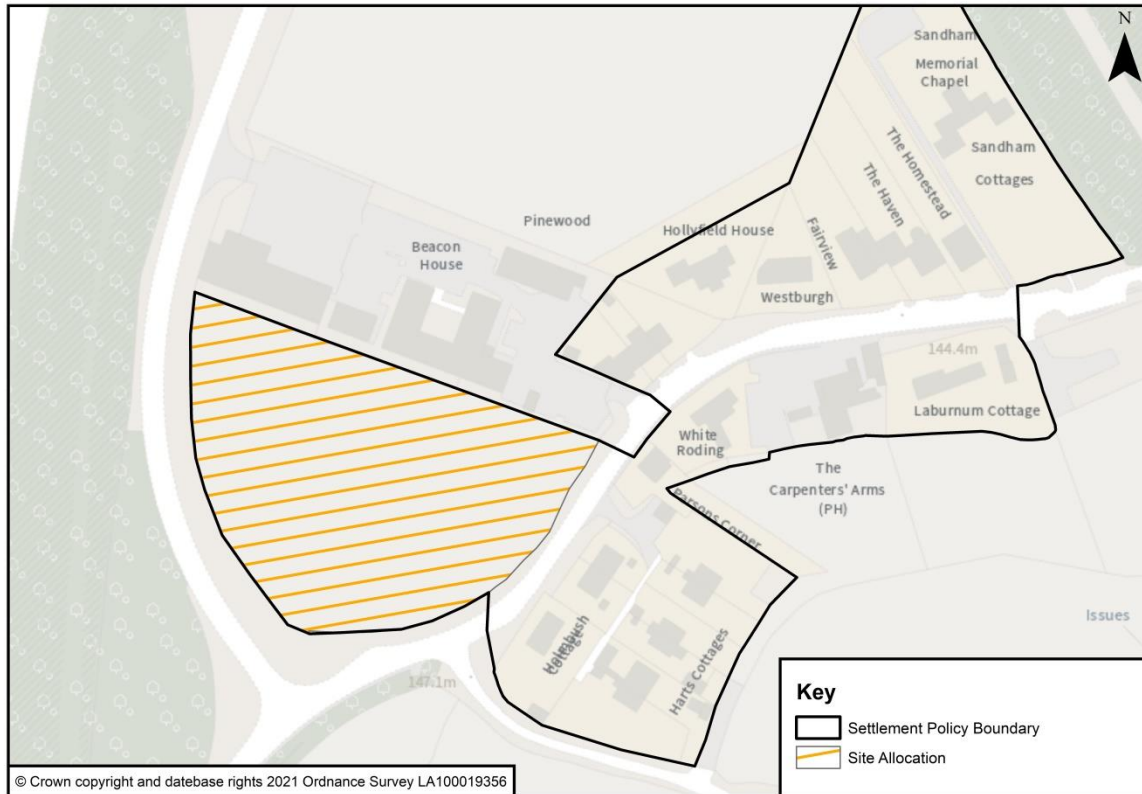 N
Sandham
Memorial
Chapel
Sandham
Cottages
The Homestead
The Haven
Fairview
Pinewood
Hollyfield House
Beacon
House
Westburgh
144.4m
Laburnum Cottage
White
Roding
The
Carpenters' Arms
(PH)
Parsons Corner
Issues
Holmbush
Cottage
Harts Cottages
147.1m
Key
Settlement Policy Boundary
Site Allocation
© Crown copyright and datebase rights 2021 Ordnance Survey LA100019356